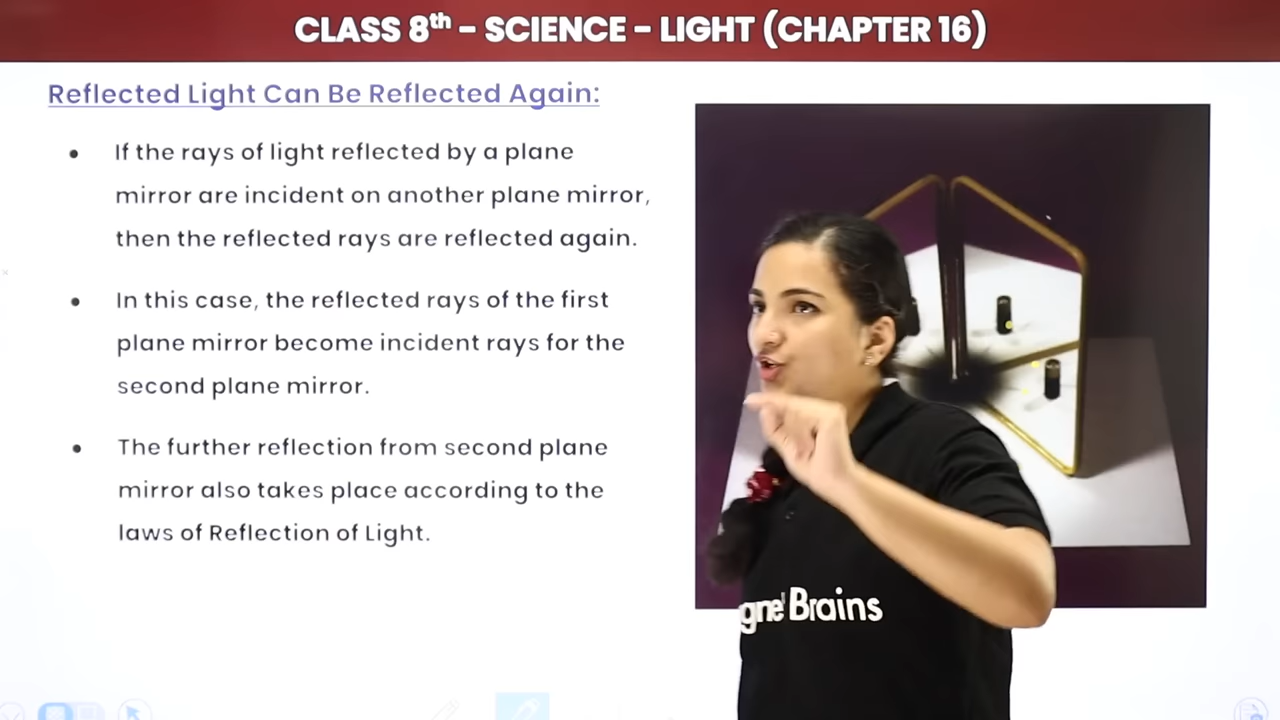 CLASS 8th – SCIENCE – LIGHT (CHAPTER 16)
Reflected Light Can Be Reflected Again:
• If the rays of light reflected by a plane
mirror are incident on another plane mirror,
then the reflected rays are reflected again.
• In this case, the reflected rays of the first
plane mirror become incident rays for the
second plane mirror.
• The further reflection from second plane
mirror also takes place according to the
laws of Reflection of Light.
Brains